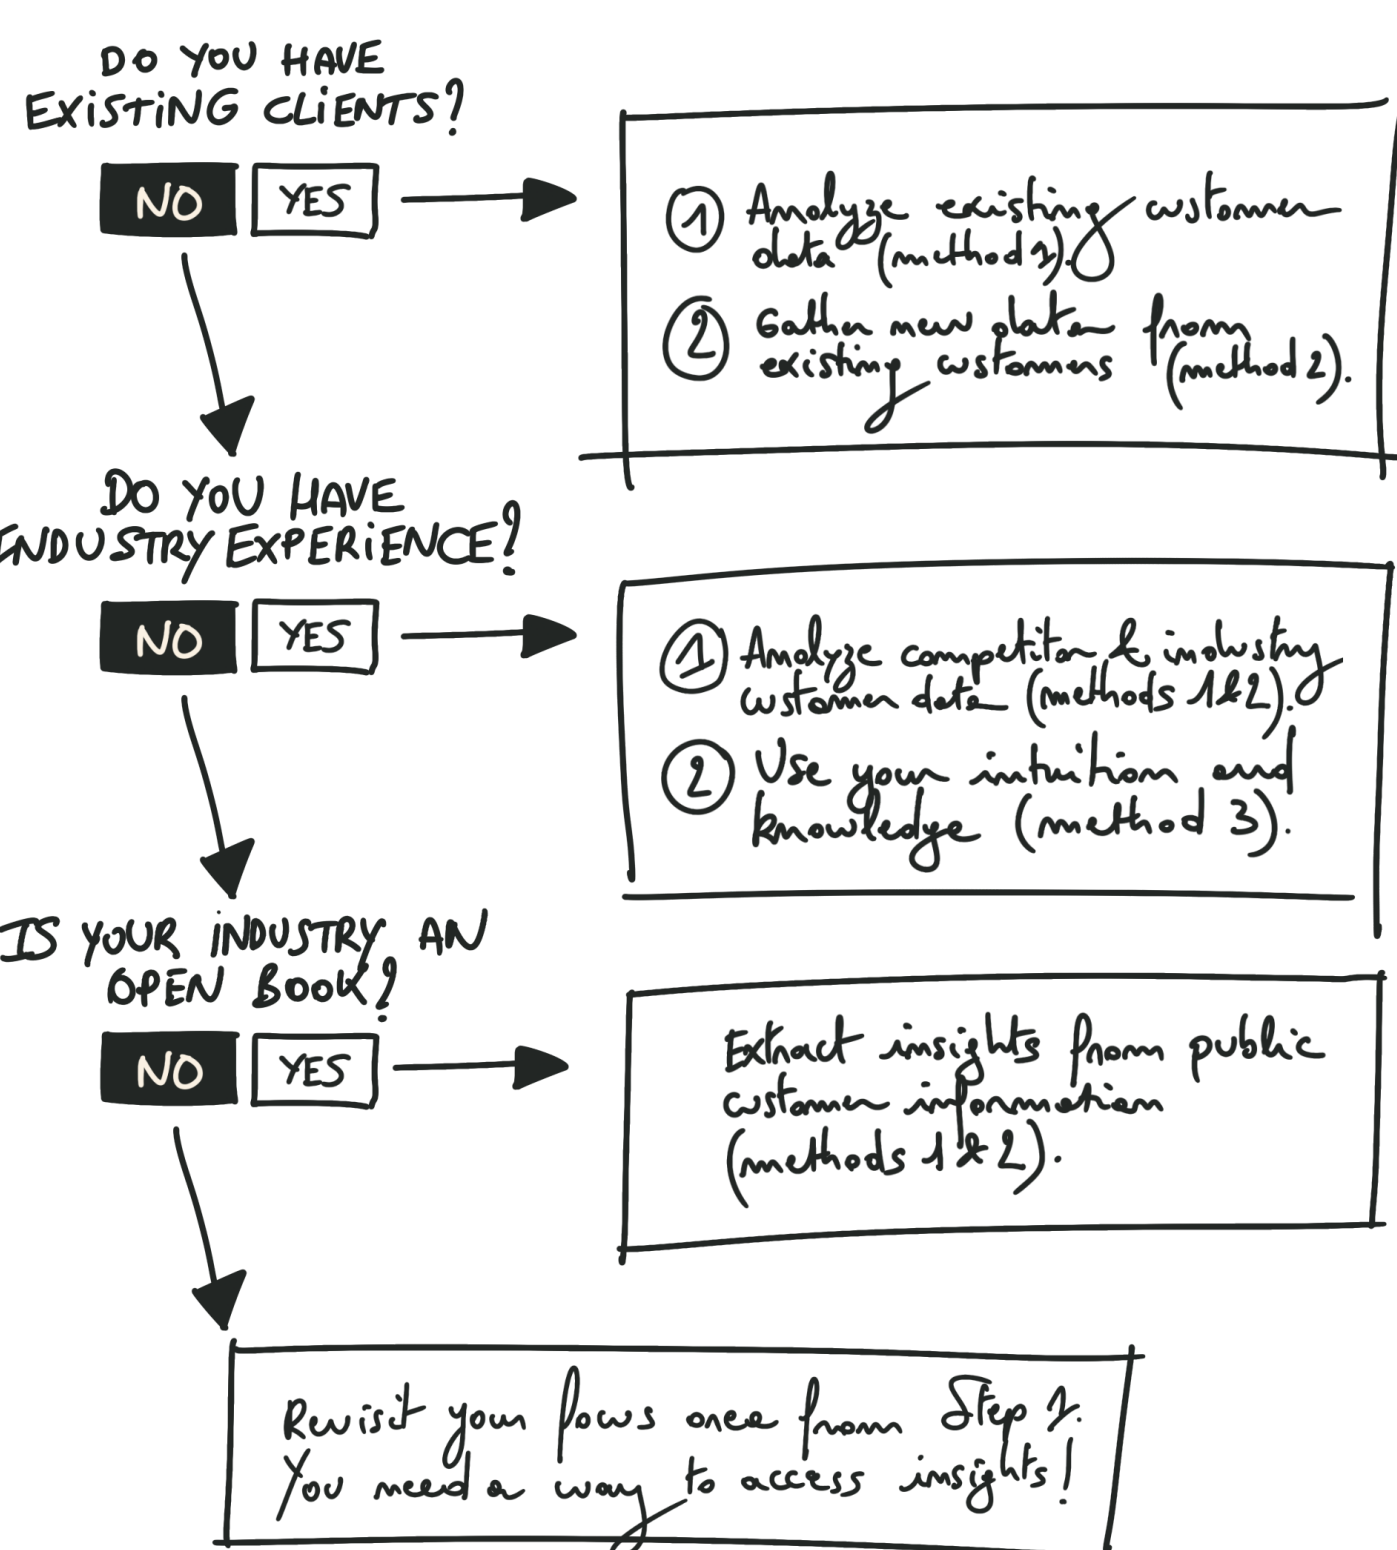 DO YOU HAVE
EXISTING CLIENTS?
NO YES
① Analyze existing customer
data (method 1).
② Gather new data from
existing customers (method 2).
DO YOU HAVE
INDUSTRY EXPERIENCE?
NO YES
① Analyze competitor & industry
customer data (methods 1&2).
② Use your intuition and
knowledge (method 3).
IS YOUR INDUSTRY AN
OPEN BOOK?
NO YES
Extract insights from public
customer information
(methods 1 & 2).
Revisit your focus area from Step 1.
You need a way to access insights!